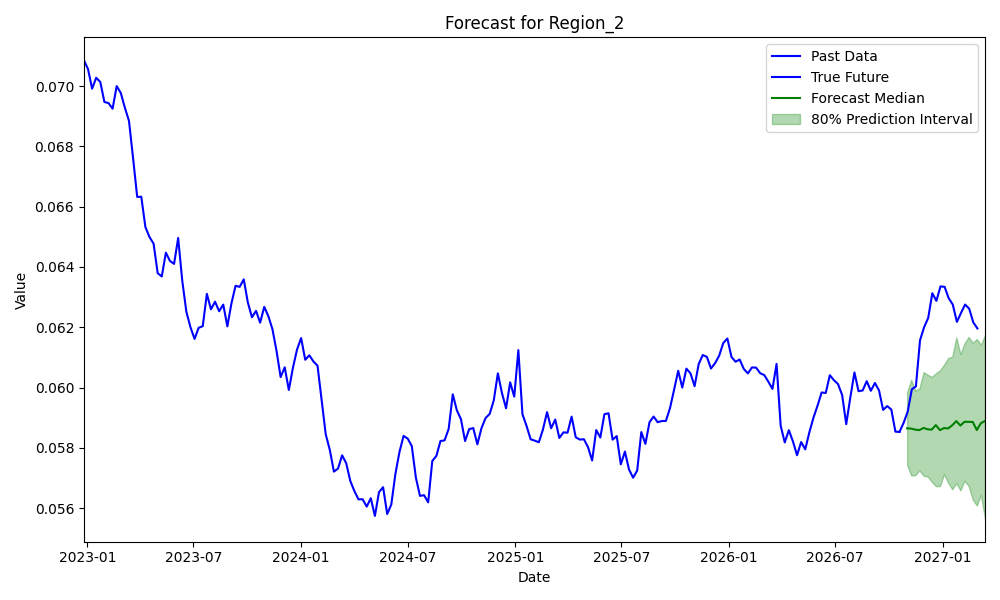 Forecast for Region_2
Past Data
True Future
Forecast Median
80% Prediction Interval
Value
0.070
0.068
0.066
0.064
0.062
0.060
0.058
0.056
2023-01
2023-07
2024-01
2024-07
2025-01
2025-07
2026-01
2026-07
2027-01
Date